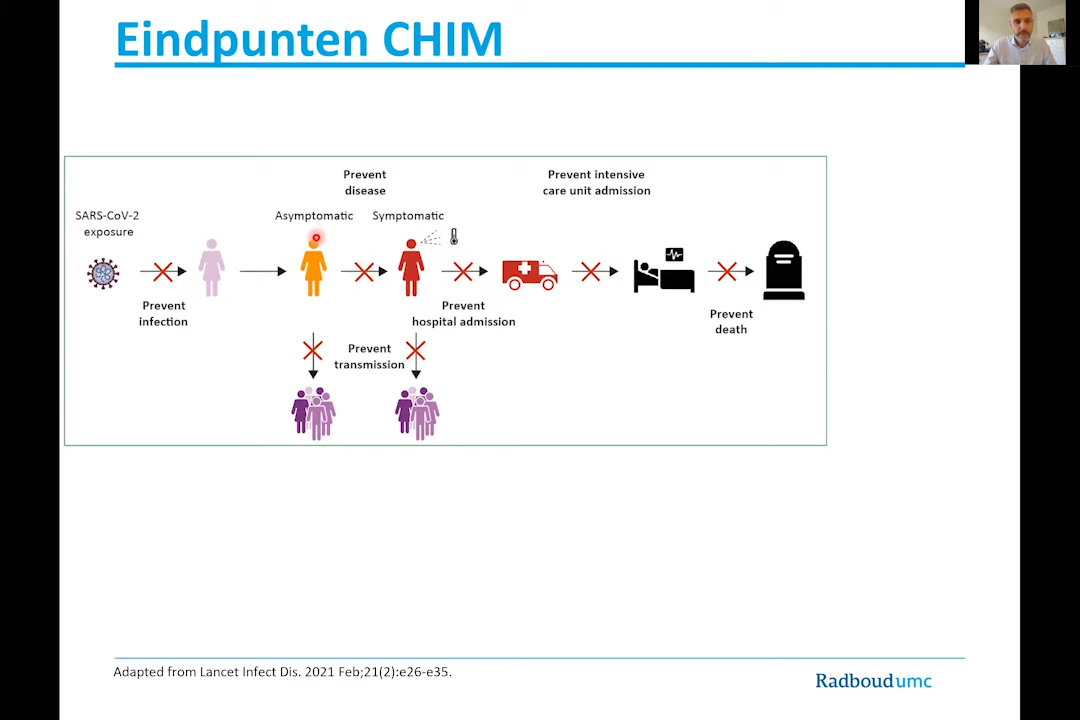 Eindpunten CHIM
Prevent
disease
Prevent intensive
care unit admission
SARS-CoV-2
exposure
Asymptomatic
Symptomatic
Prevent
infection
Prevent
hospital admission
Prevent
death
Prevent
transmission
Adapted from Lancet Infect Dis. 2021 Feb;21(2):e26-e35.
Radboudumc